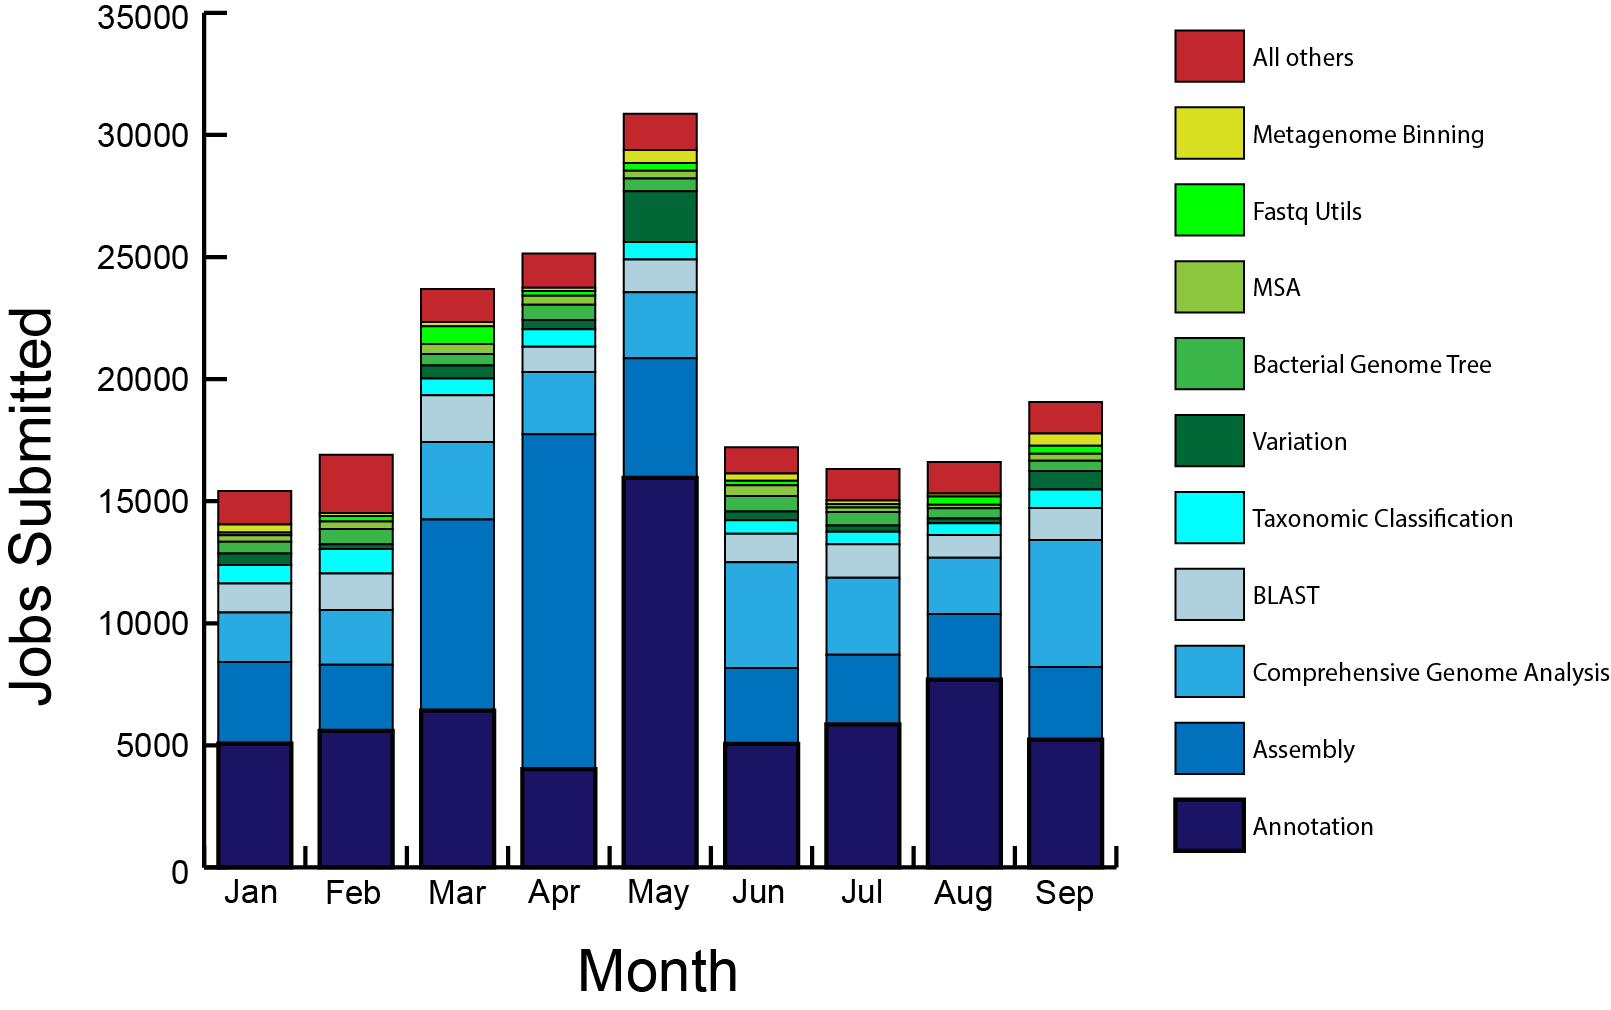 35000
30000
25000
20000
15000
10000
5000
0
Jobs Submitted
Jan Feb Mar Apr May Jun Jul Aug Sep
Month
All others
Metagenome Binning
Fastq Utils
MSA
Bacterial Genome Tree
Variation
Taxonomic Classification
BLAST
Comprehensive Genome Analysis
Assembly
Annotation